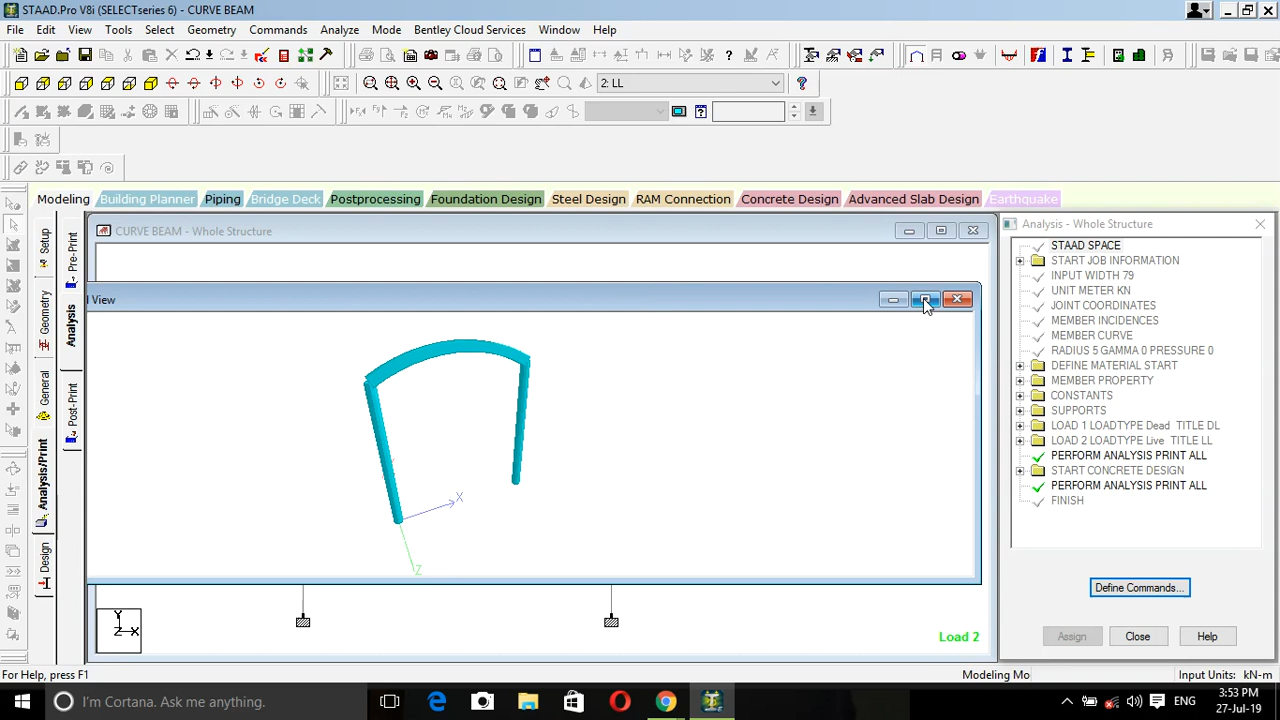 STAAD.Pro V8i (SELECTseries 6) - CURVE BEAM
File Edit View Tools Select Geometry Commands Analyze Mode Bentley Cloud Services Window Help
2: LL
Modeling Building Planner Piping Bridge Deck Postprocessing Foundation Design Steel Design RAM Connection Concrete Design Advanced Slab Design Earthquake
Setup
Geometry
General
Analysis/Print
Design
Pre-Print
Analysis
Post-Print
CURVE BEAM - Whole Structure
View
X
Z
Y
Z X
Load 2
Analysis - Whole Structure
STAAD SPACE
START JOB INFORMATION
INPUT WIDTH 79
UNIT METER KN
JOINT COORDINATES
MEMBER INCIDENCES
MEMBER CURVE
RADIUS 5 GAMMA 0 PRESSURE 0
DEFINE MATERIAL START
MEMBER PROPERTY
CONSTANTS
SUPPORTS
LOAD 1 LOADTYPE Dead TITLE DL
LOAD 2 LOADTYPE Live TITLE LL
PERFORM ANALYSIS PRINT ALL
START CONCRETE DESIGN
PERFORM ANALYSIS PRINT ALL
FINISH
Define Commands...
Assign Close Help
For Help, press F1
Modeling Mo
Input Units: kN-m
I'm Cortana. Ask me anything.
ENG
3:53 PM
27-Jul-19